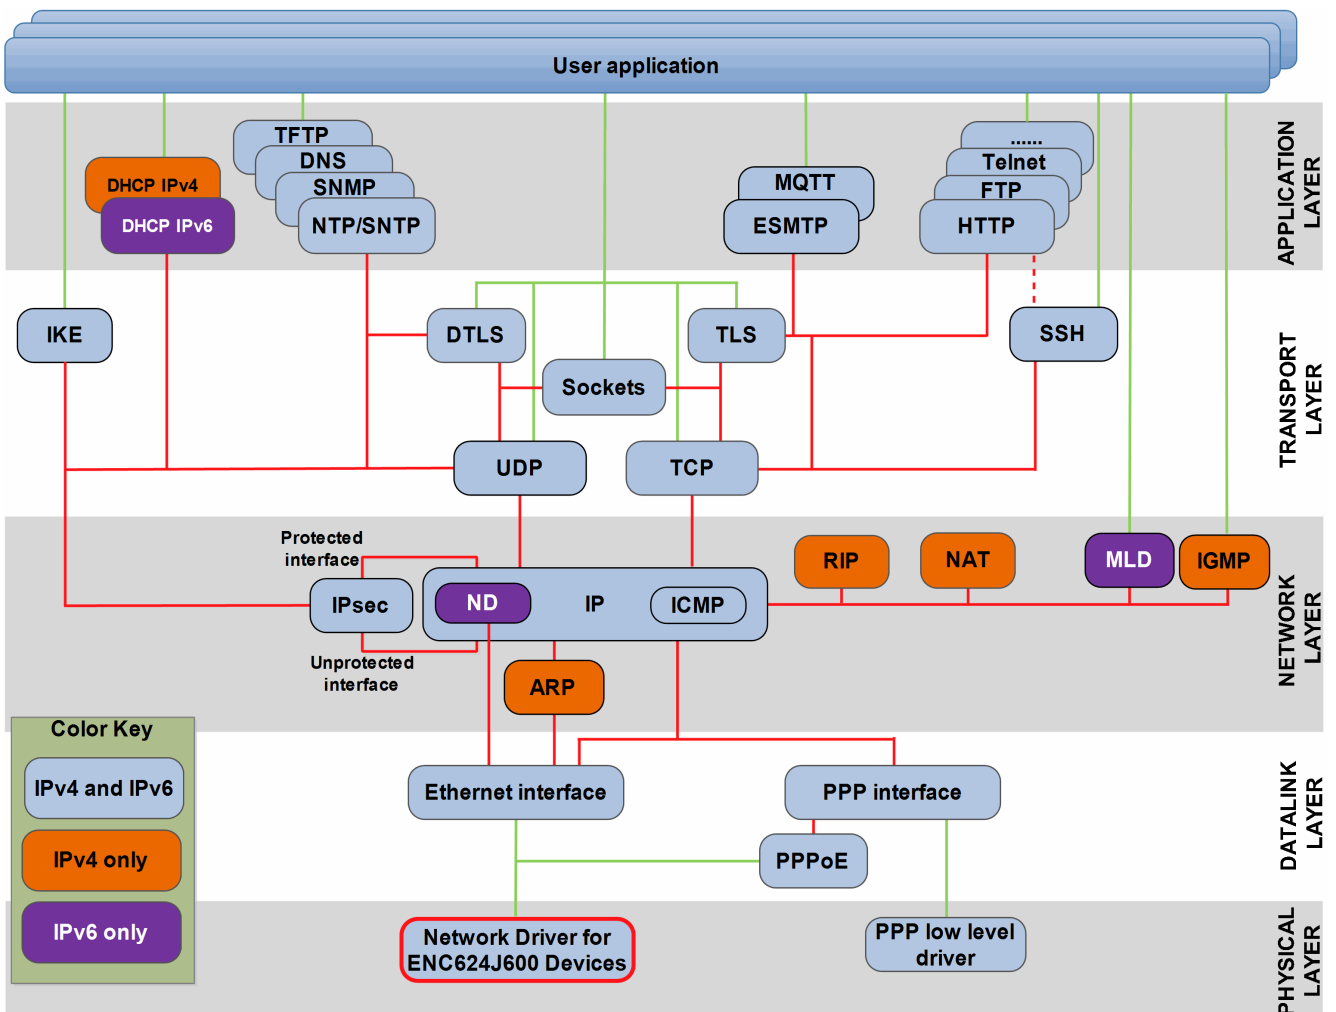 User application
TFTP
DNS
SNMP
NTP/SNTP
DHCP IPv4
DHCP IPv6
MQTT
ESMTP
......
Telnet
FTP
HTTP
APPLICATION
LAYER
IKE
DTLS
TLS
SSH
Sockets
UDP
TCP
TRANSPORT
LAYER
Protected
interface
IPsec
ND
IP
ICMP
RIP
NAT
MLD
IGMP
Unprotected
interface
ARP
NETWORK
LAYER
Color Key
IPv4 and IPv6
IPv4 only
IPv6 only
Ethernet interface
PPP interface
PPPoE
DATALINK
LAYER
Network Driver for
ENC624J600 Devices
PPP low level
driver
PHYSICAL
LAYER